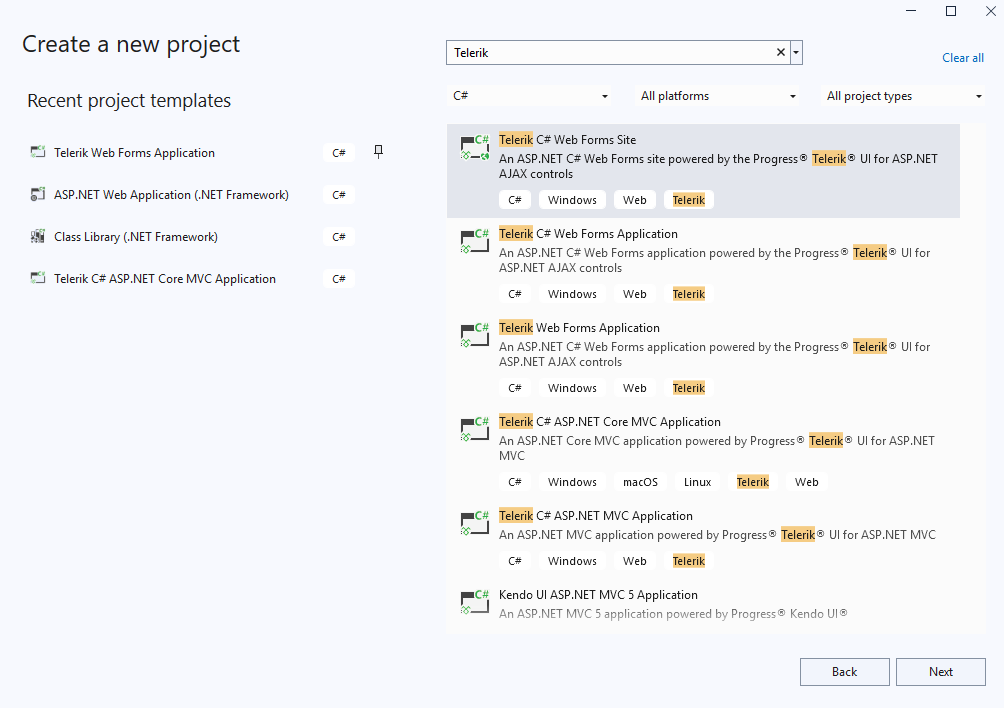 Create a new project
Recent project templates
Telerik Web Forms Application C#
ASP.NET Web Application (.NET Framework) C#
Class Library (.NET Framework) C#
Telerik C# ASP.NET Core MVC Application C#
Telerik
Clear all
C# All platforms All project types
C#
Telerik C# Web Forms Site
An ASP.NET C# Web Forms site powered by the Progress® Telerik® UI for ASP.NET
AJAX controls
C# Windows Web Telerik
C#
Telerik C# Web Forms Application
An ASP.NET C# Web Forms application powered by the Progress® Telerik® UI for
ASP.NET AJAX controls
C# Windows Web Telerik
C#
Telerik Web Forms Application
An ASP.NET C# Web Forms application powered by the Progress® Telerik® UI for
ASP.NET AJAX controls
C# Windows Web Telerik
C#
Telerik C# ASP.NET Core MVC Application
An ASP.NET Core MVC application powered by Progress® Telerik® UI for ASP.NET
MVC
C# Windows macOS Linux Telerik Web
C#
Telerik C# ASP.NET MVC Application
An ASP.NET MVC application powered by Progress® Telerik® UI for ASP.NET MVC
C# Windows Web Telerik
C#
Kendo UI ASP.NET MVC 5 Application
An ASP.NET MVC 5 application powered by Progress® Kendo UI®
Back Next